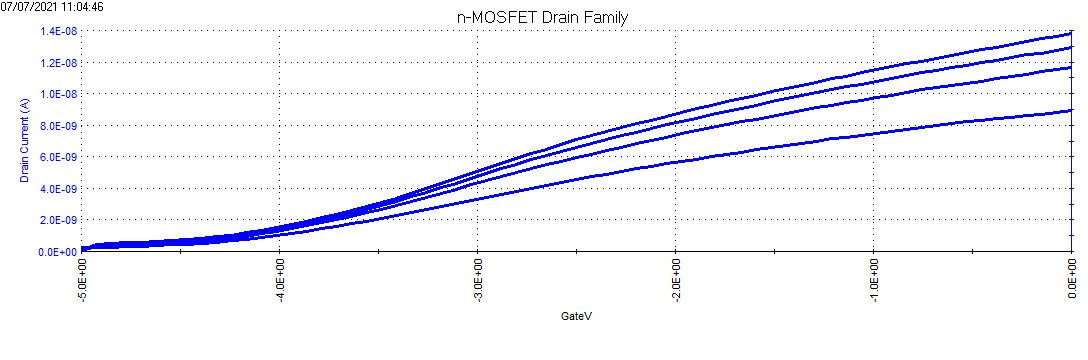 07/07/2021 11:04:46
n-MOSFET Drain Family
Drain Current (A)
1.4E-08
1.2E-08
1.0E-08
8.0E-09
6.0E-09
4.0E-09
2.0E-09
0.0E+00
-5.0E+00
-4.0E+00
-3.0E+00
-2.0E+00
-1.0E+00
0.0E+00
GateV